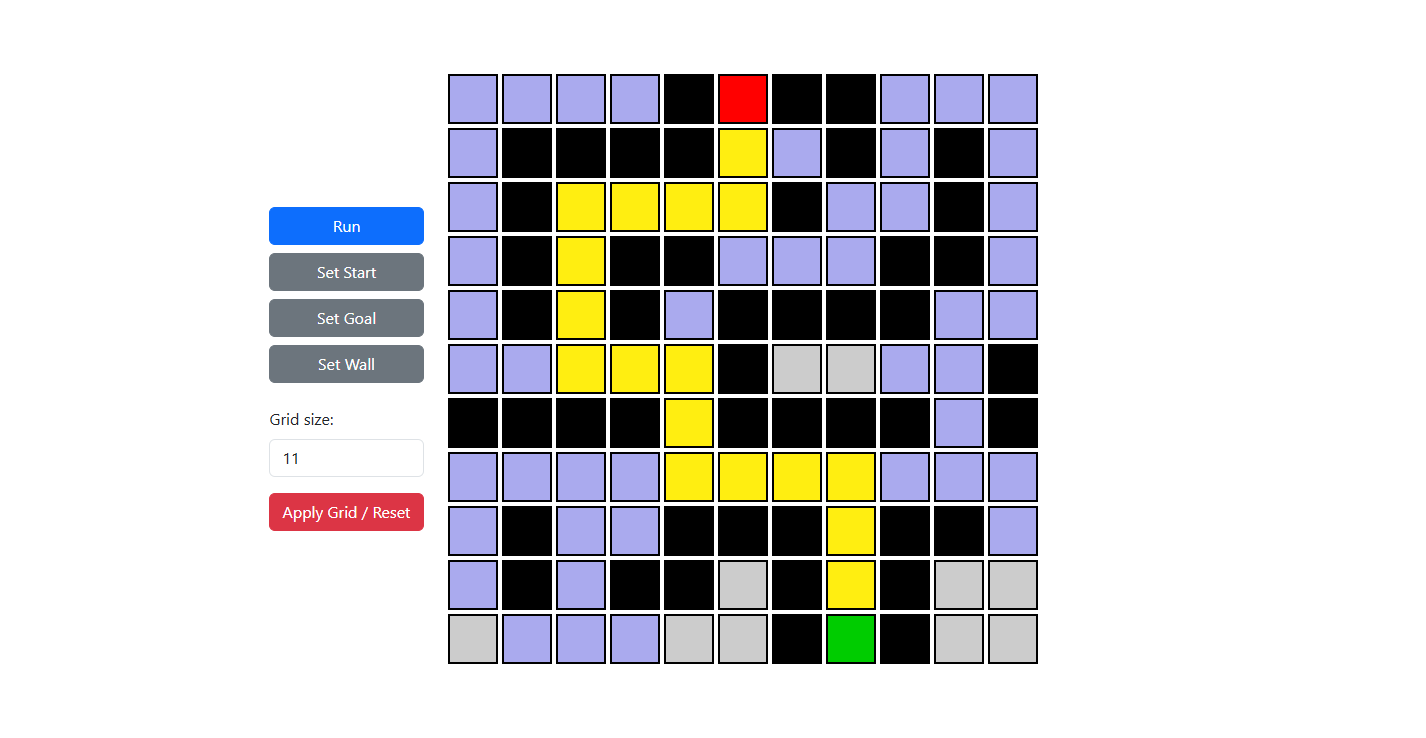 Run
Set Start
Set Goal
Set Wall
Grid size:
11
Apply Grid / Reset